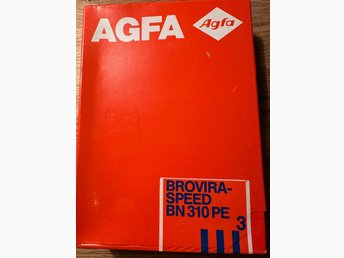 AGFA
Agfa
BROVIRA-
SPEED
BN 310 PE
3